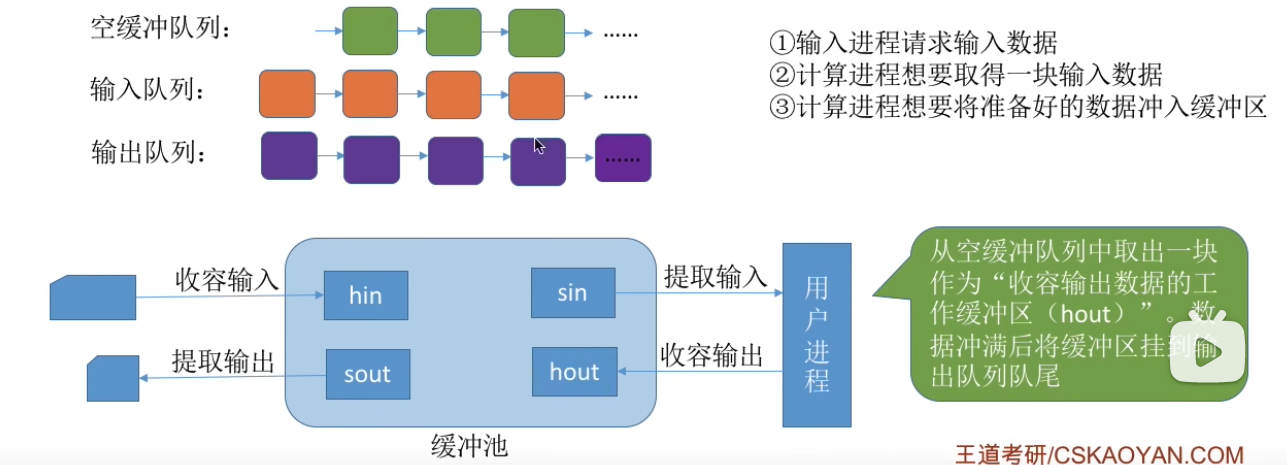 空缓冲队列：
......
①输入进程请求输入数据
输入队列：
......
②计算进程想要取得一块输入数据
③计算进程想要将准备好的数据冲入缓冲区
输出队列：
......
收容输入
hin
sin
提取输入
提取输出
sout
hout
收容输出
用户进程
从空缓冲队列中取出一块
作为“收容输出数据的工
作缓冲区（hout）”。数
据冲满后将缓冲区挂到输
出队列队尾
缓冲池
王道考研/CSKAOYAN.COM